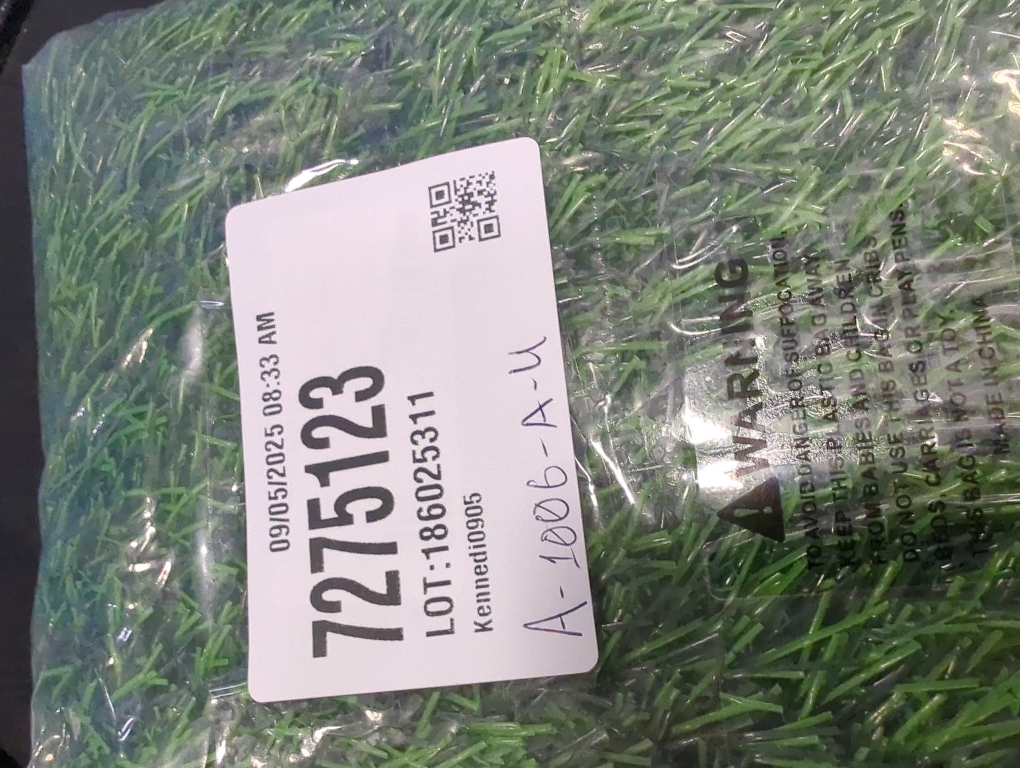 09/05/2025 08:33 AM
7275123
LOT:1860253​11
Kennedi0905
A-1006-A-U
WARNING
TO AVOID DANGER OF SUFFOCATION,
KEEP THIS PLASTIC BAG AWAY
FROM BABIES AND CHILDREN.
DO NOT USE THIS BAG IN CRIBS,
BEDS, CARRIAGES OR PLAYPENS.
THIS BAG IS NOT A TOY.
MADE IN CHINA